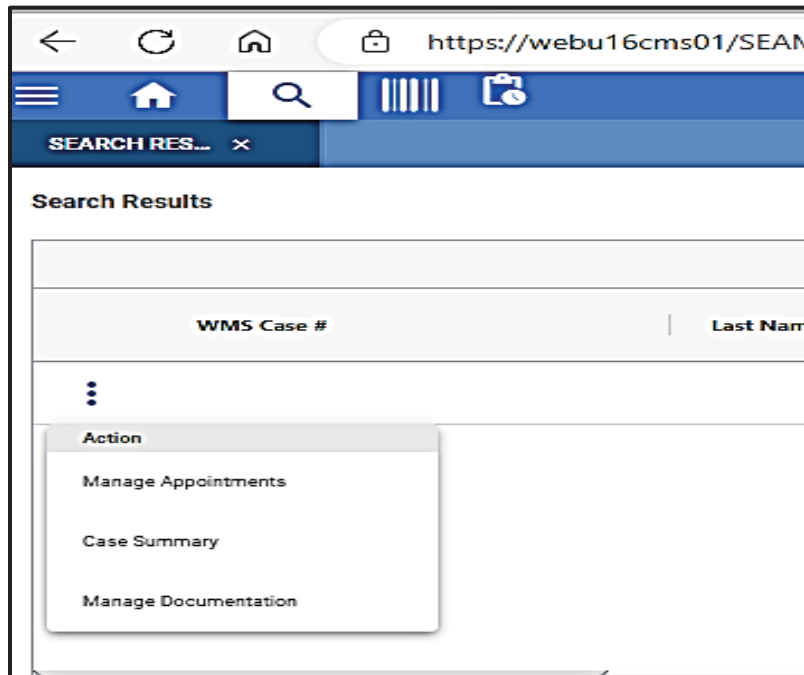 https://webu16cms01/SEAM
SEARCH RES... ×
Search Results
WMS Case # Last Nam
Action
Manage Appointments
Case Summary
Manage Documentation